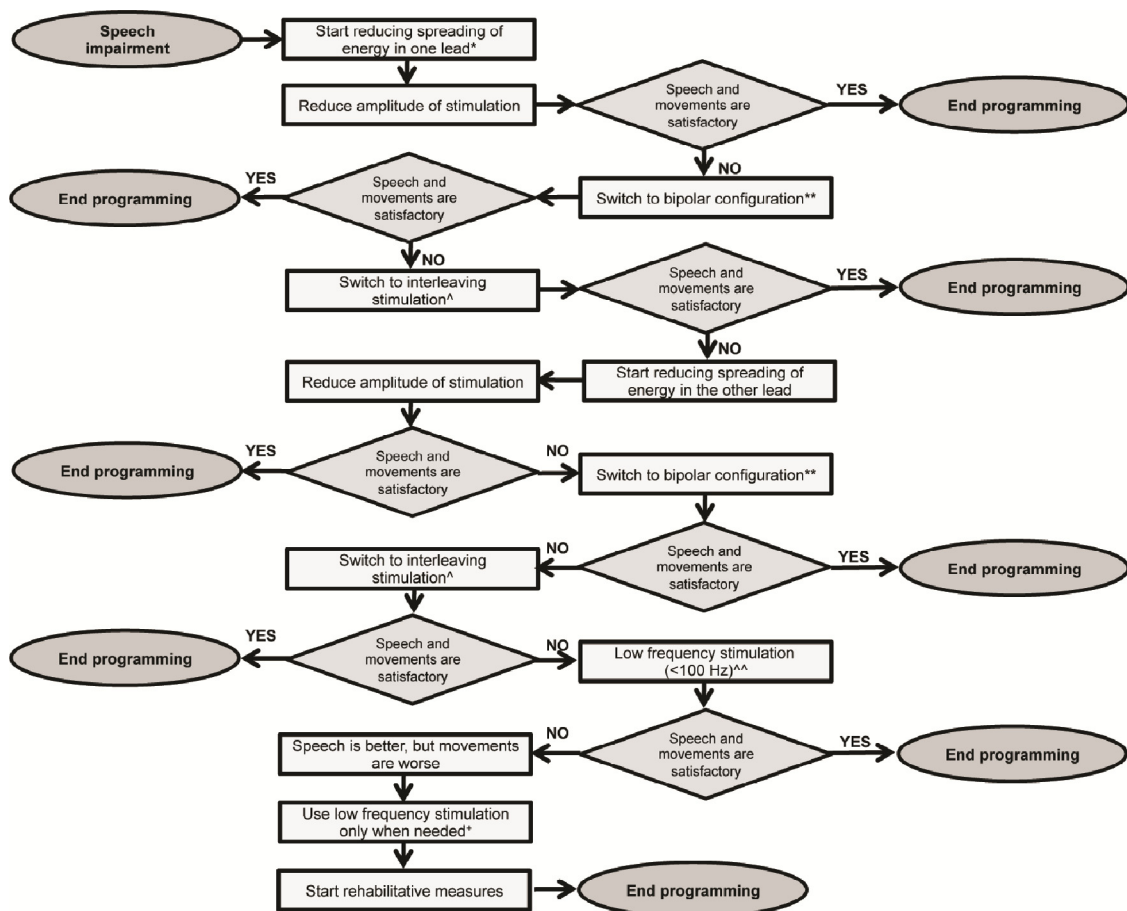 Speech
impairment
Start reducing spreading of
energy in one lead*
Reduce amplitude of stimulation
Speech and
movements are
satisfactory
YES
End programming
NO
Switch to bipolar configuration**
Speech and
movements are
satisfactory
YES
End programming
NO
Switch to interleaving
stimulation^
Speech and
movements are
satisfactory
YES
End programming
NO
Start reducing spreading of
energy in the other lead
Reduce amplitude of stimulation
Speech and
movements are
satisfactory
YES
End programming
NO
Switch to bipolar configuration**
Speech and
movements are
satisfactory
YES
End programming
NO
Switch to interleaving
stimulation^
Speech and
movements are
satisfactory
YES
End programming
NO
Low frequency stimulation
(<100 Hz)^^
Speech and
movements are
satisfactory
YES
End programming
NO
Speech is better, but movements
are worse
Use low frequency stimulation
only when needed+
Start rehabilitative measures
End programming